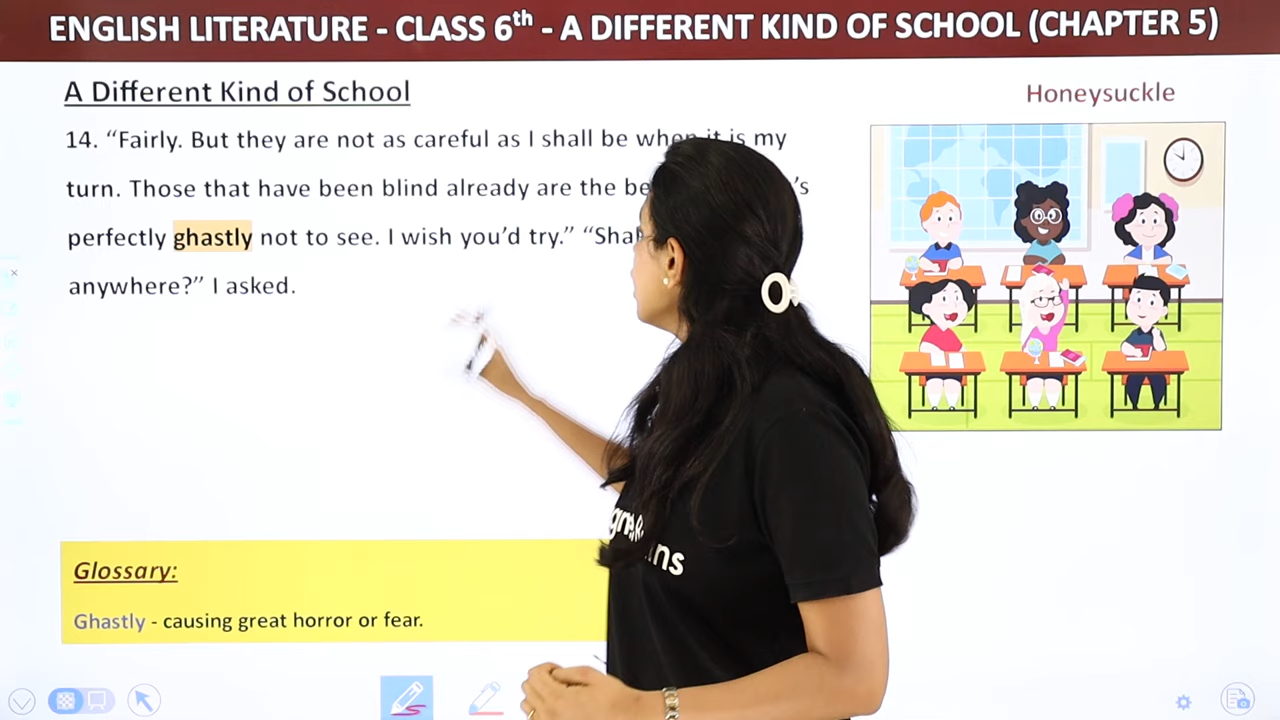 ENGLISH LITERATURE - CLASS 6th - A DIFFERENT KIND OF SCHOOL (CHAPTER 5)
A Different Kind of School
Honeysuckle
14. “Fairly. But they are not as careful as I shall be when it is my
turn. Those that have been blind already are the ’s
perfectly ghastly not to see. I wish you’d try.”
anywhere?” I asked.
Glossary:
Ghastly - causing great horror or fear.